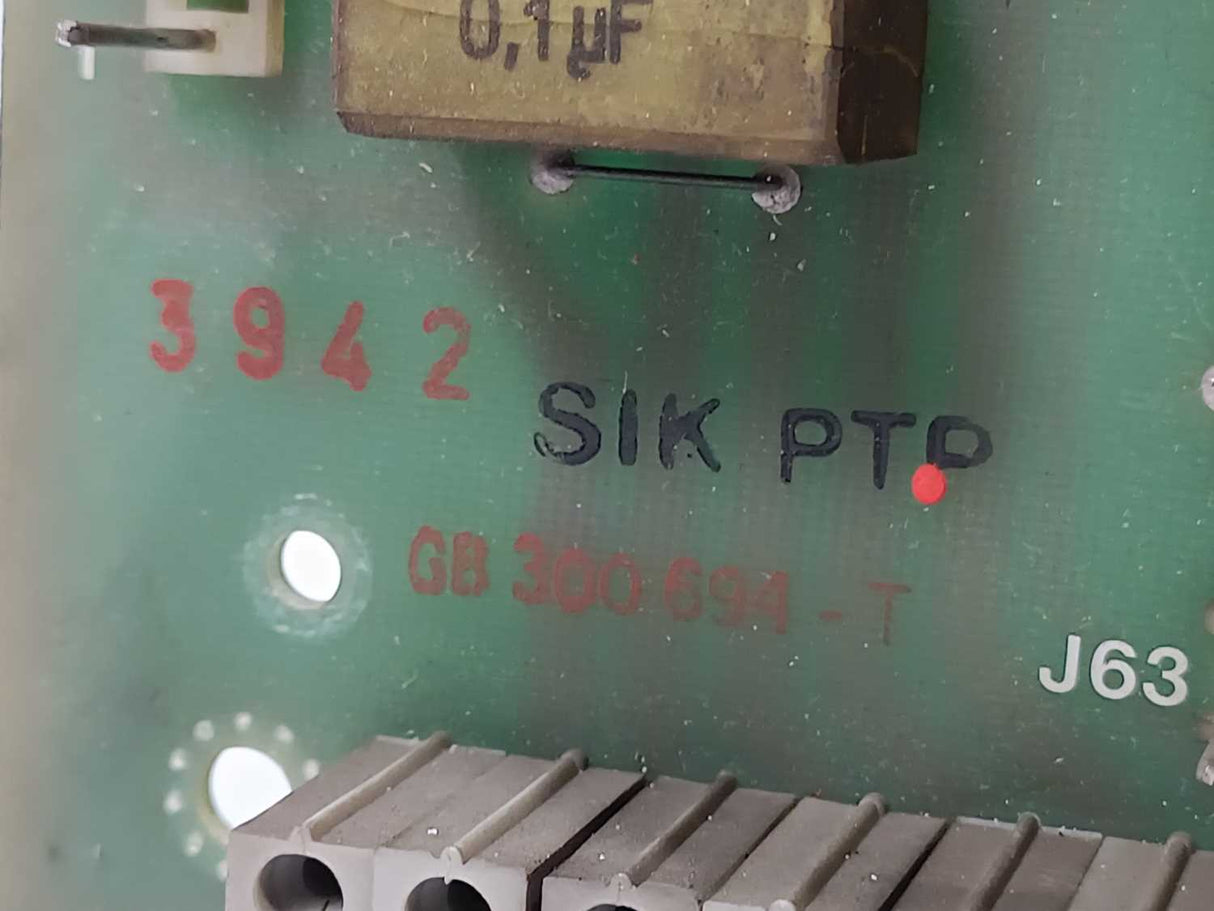 0,1µF
3942
SIK PTP
GB 300 694 - T
J63